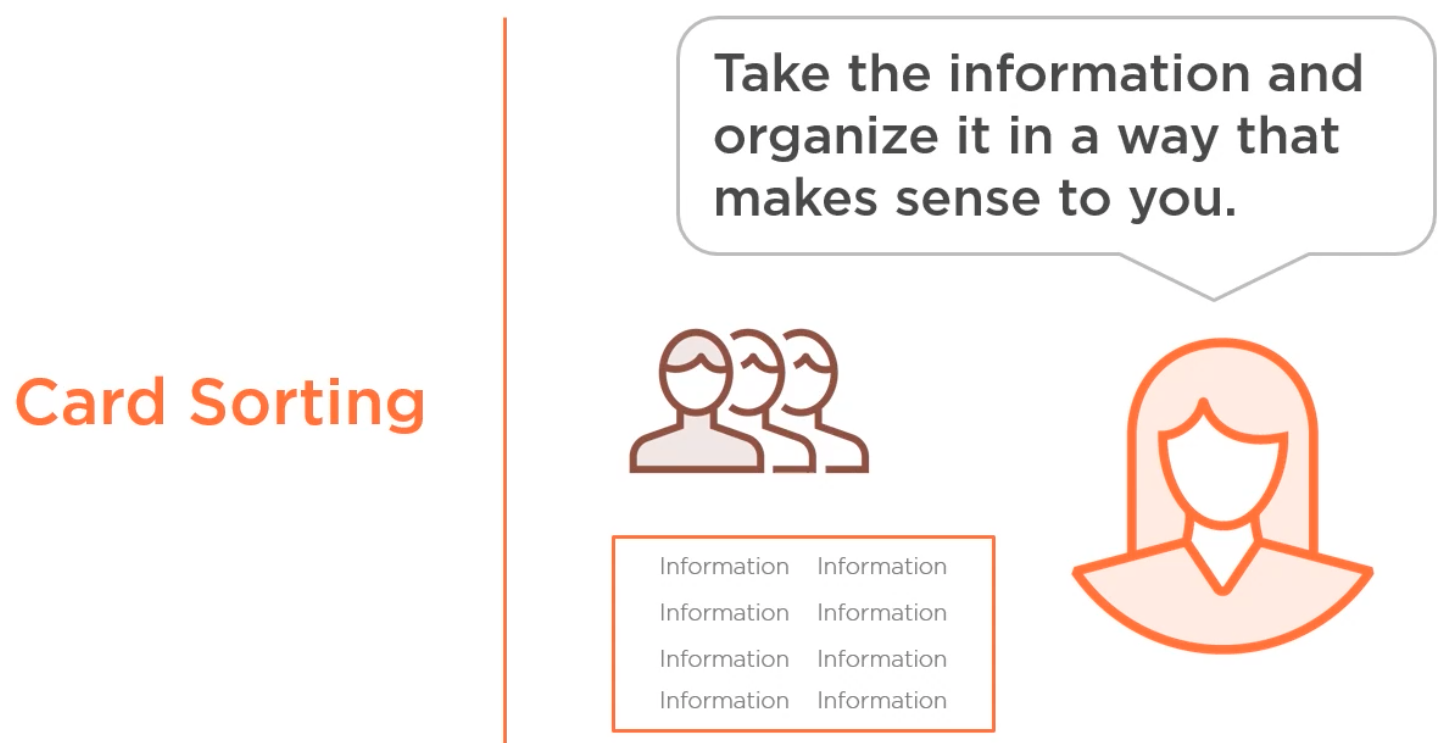 Card Sorting
Take the information and
organize it in a way that
makes sense to you.
Information Information
Information Information
Information Information
Information Information